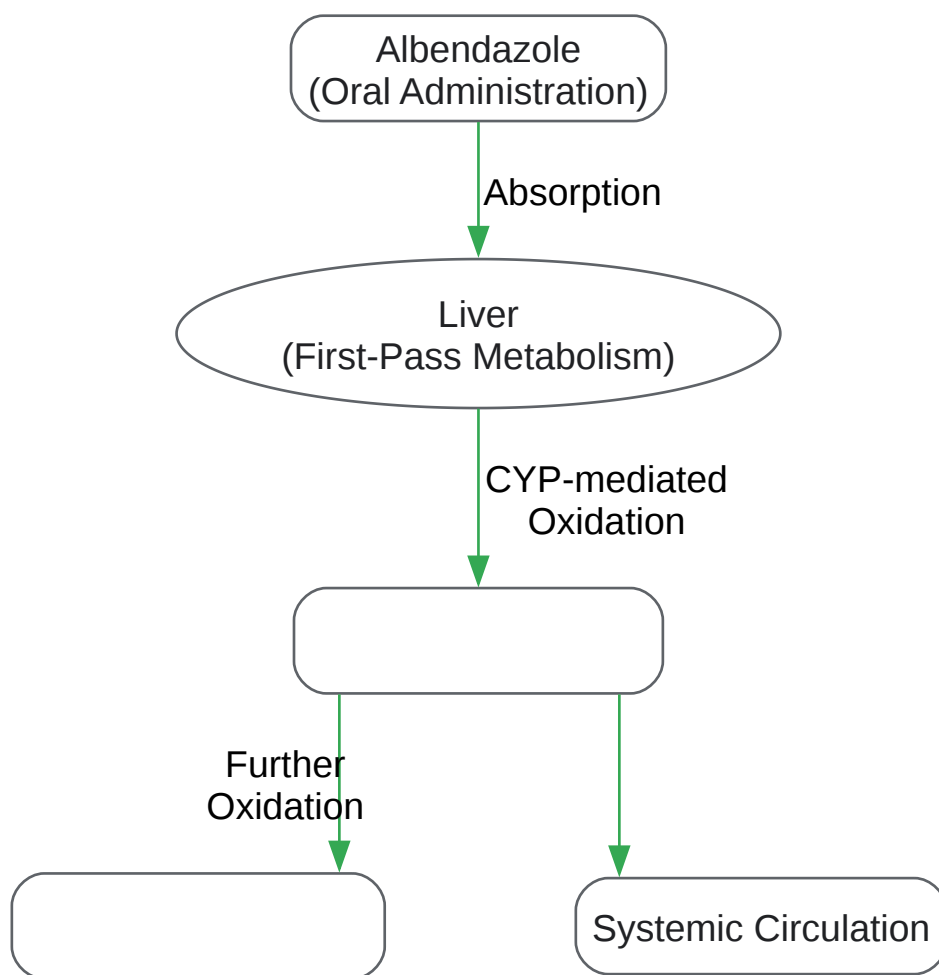 Albendazole
(Oral Administration)
Absorption
Liver
(First-Pass Metabolism)
CYP-mediated
Oxidation
Further
Oxidation
Systemic Circulation